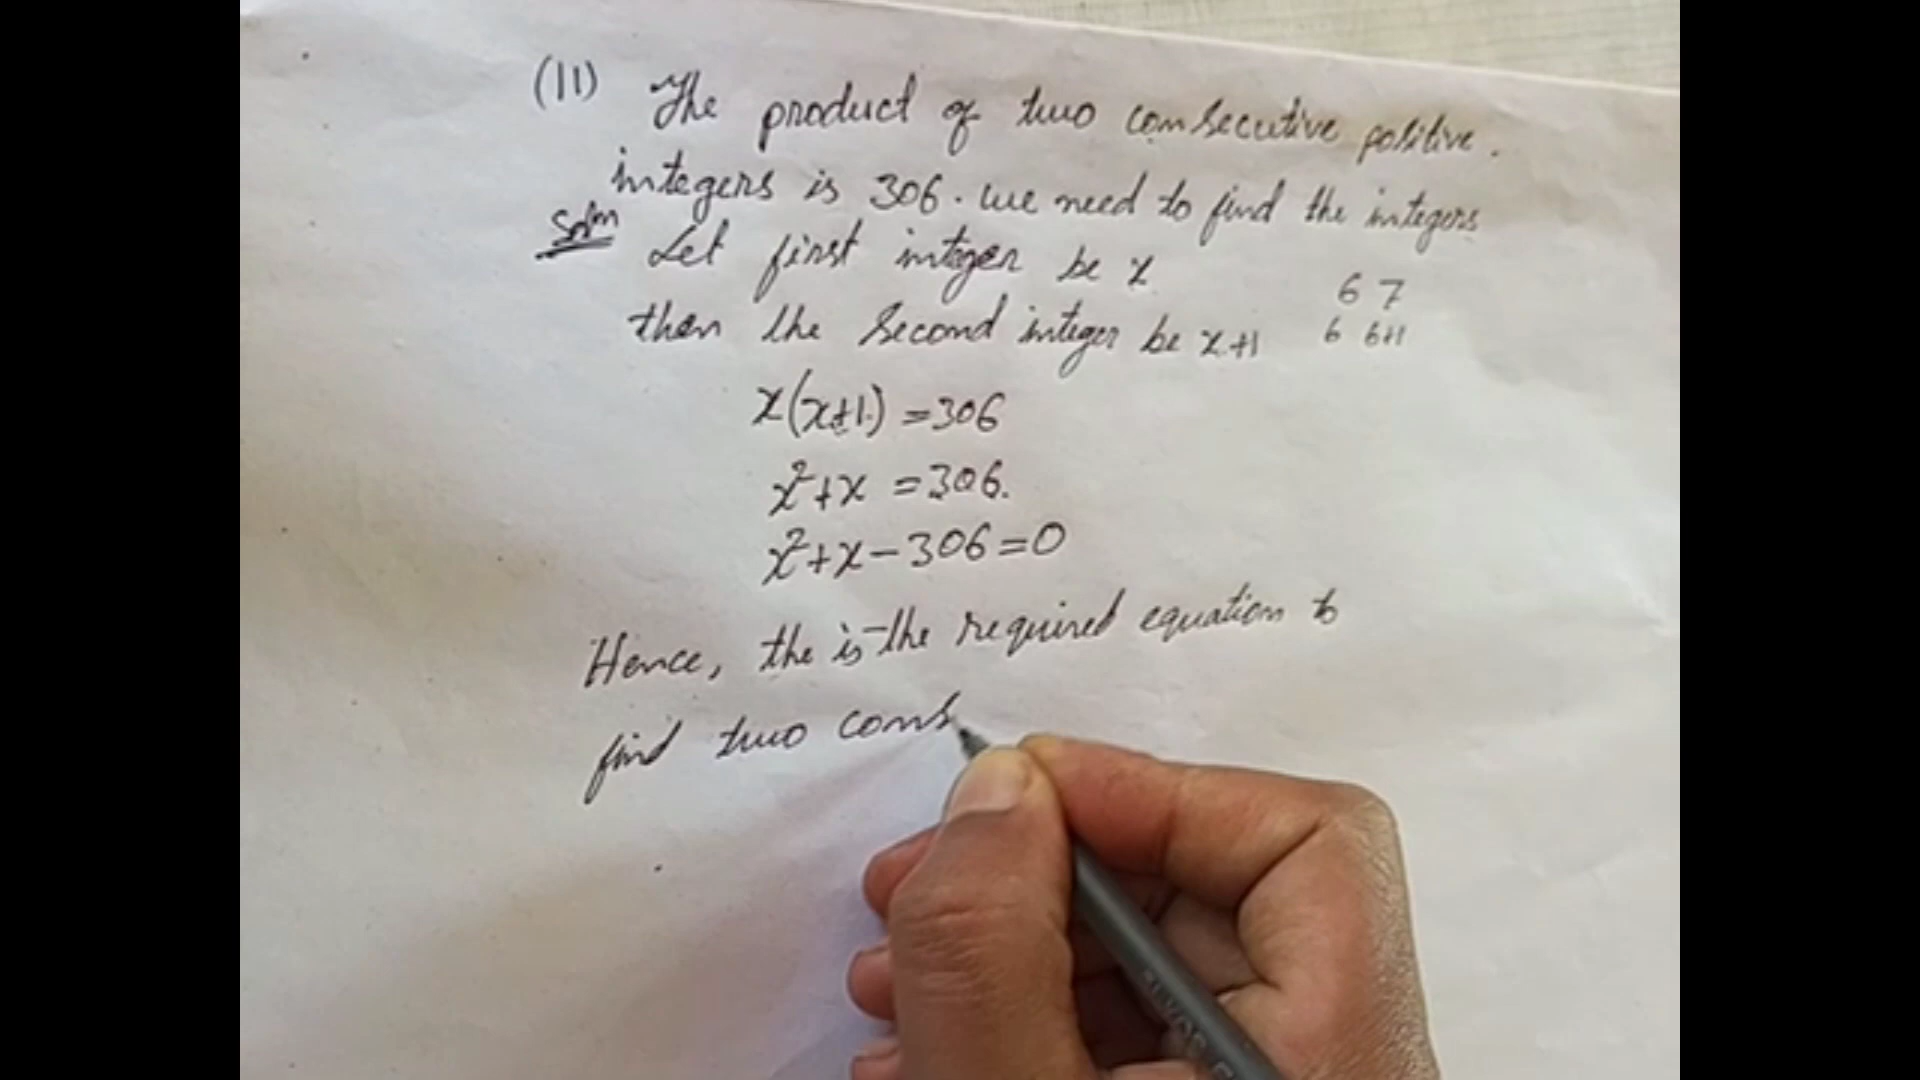 (11) The product of two consecutive positive.
integers is 306. we need to find the integers
Soln Let first integer be x
6 7
then the second integer be x+1
6 6+1
x(x+1) = 306
x²+x = 306.
x²+x-306=0
Hence, the is the required equation to
find two cons